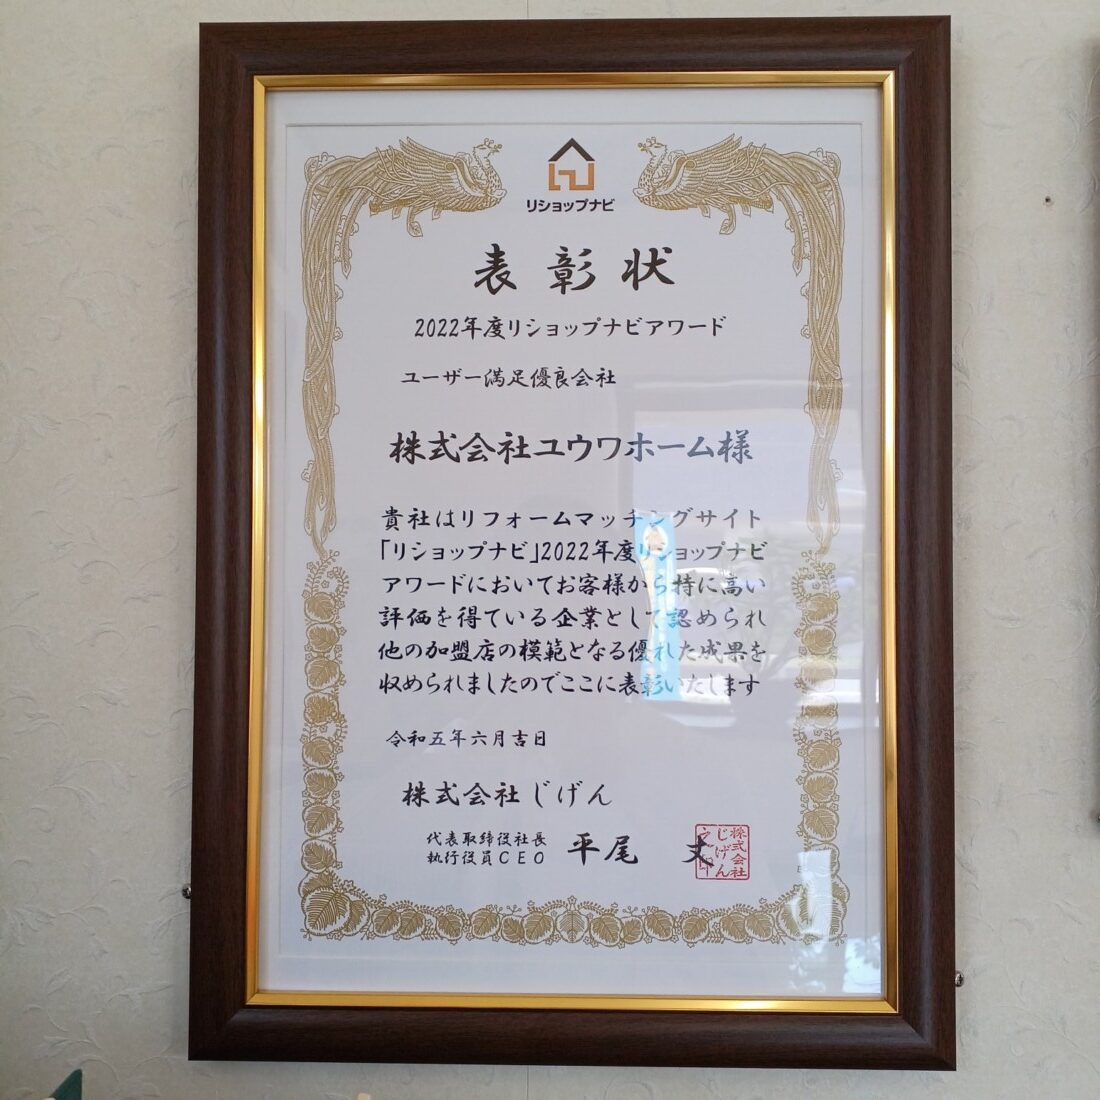 リショップナビ
表彰状
2022年度リショップナビアワード
ユーザー満足優良会社
株式会社ユウワホーム様
貴社はリフォームマッチングサイト
「リショップナビ」2022年度リショップナビ
アワードにおいてお客様から特に高い
評価を得ている企業として認められ
他の加盟店の模範となる優れた成果を
収められましたのでここに表彰いたします
令和五年六月吉日
株式会社じげん
代表取締役社長
執行役員CEO
平尾 丈
株式会社
じげん
之印